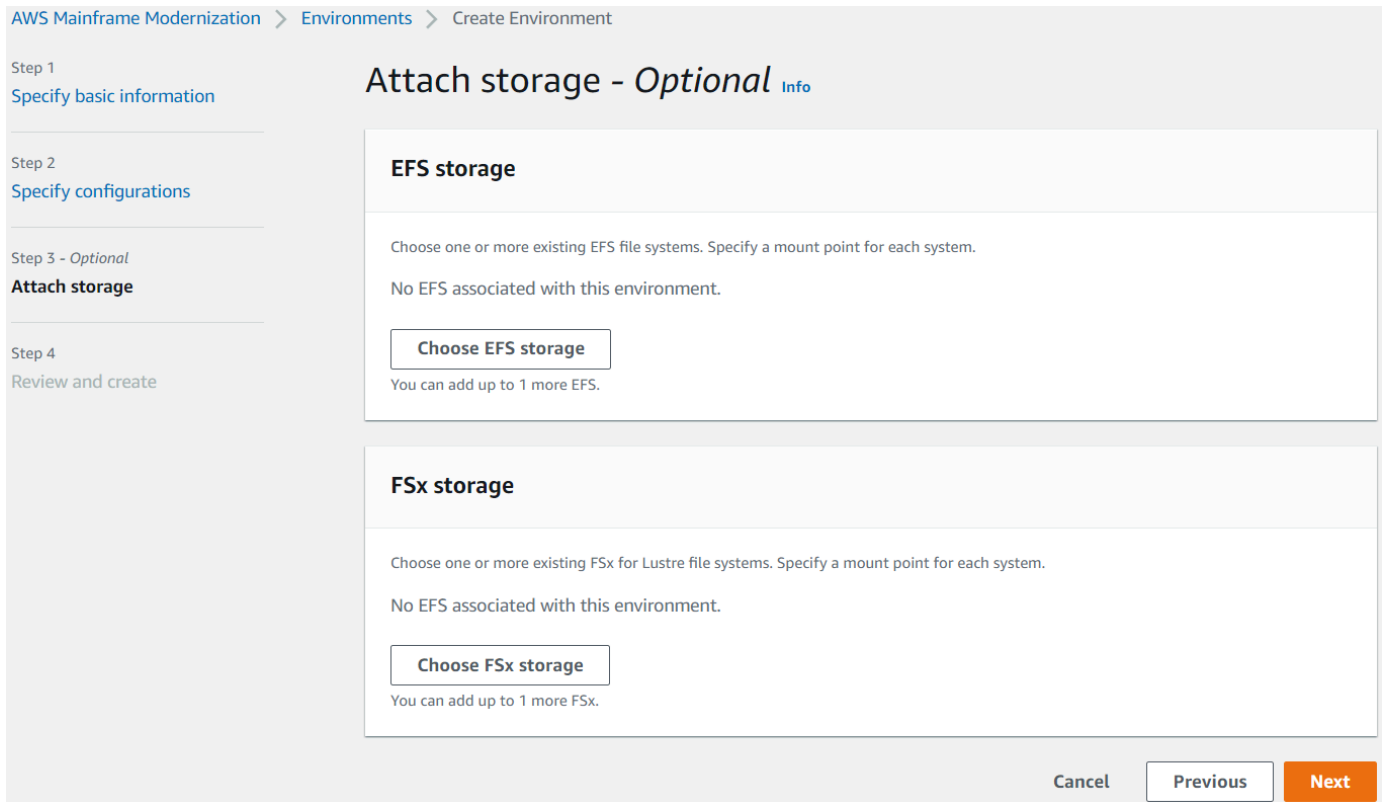 AWS Mainframe Modernization > Environments > Create Environment
Step 1
Specify basic information
Step 2
Specify configurations
Step 3 - Optional
Attach storage
Step 4
Review and create
Attach storage - Optional Info
EFS storage
Choose one or more existing EFS file systems. Specify a mount point for each system.
No EFS associated with this environment.
Choose EFS storage
You can add up to 1 more EFS.
FSx storage
Choose one or more existing FSx for Lustre file systems. Specify a mount point for each system.
No EFS associated with this environment.
Choose FSx storage
You can add up to 1 more FSx.
Cancel Previous Next